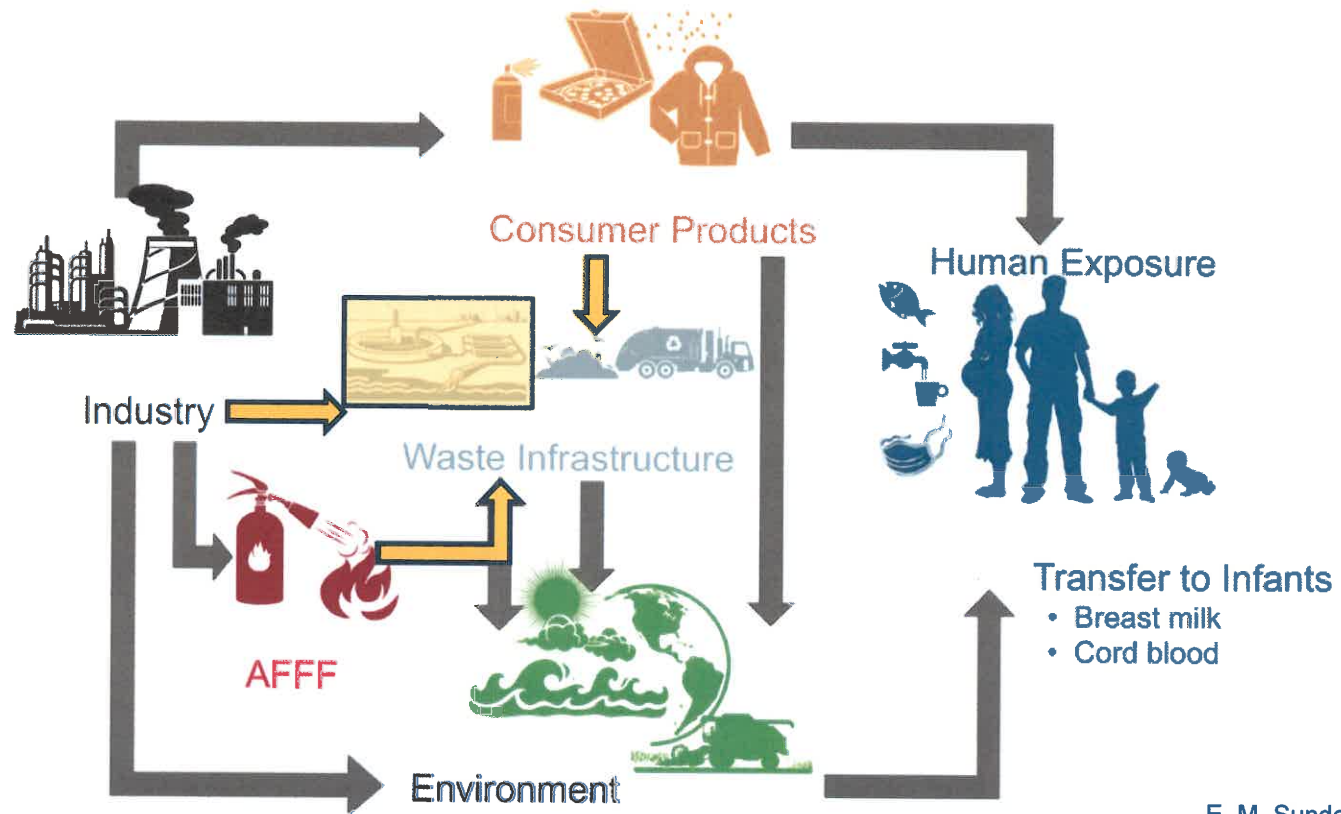 Consumer Products
Human Exposure
Industry
Waste Infrastructure
Transfer to Infants
• Breast milk
• Cord blood
AFFF
Environment
E. M.